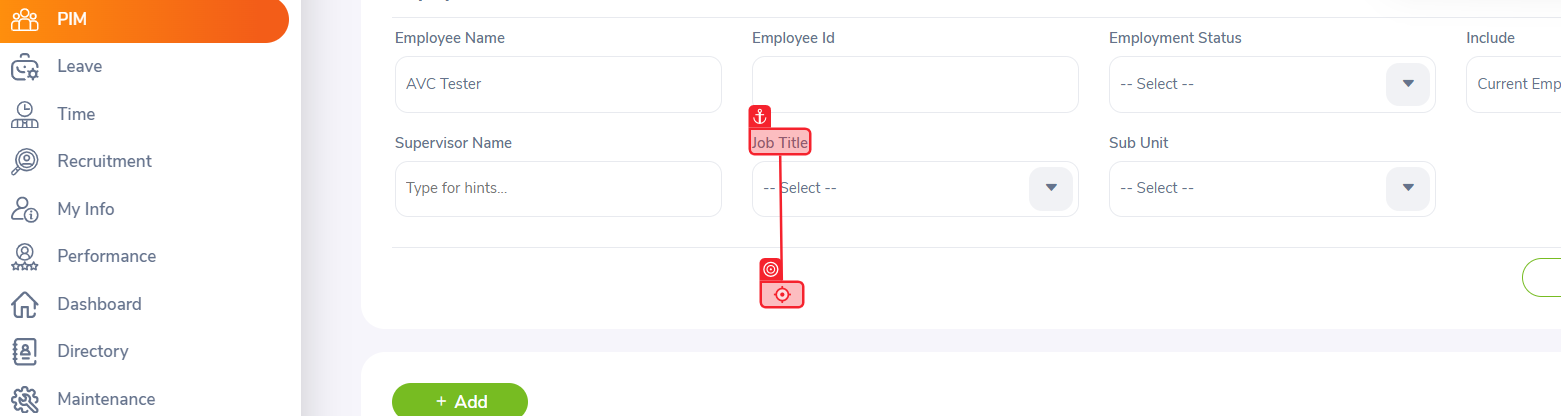 PIM
Leave
Time
Recruitment
My Info
Performance
Dashboard
Directory
Maintenance
Employee Name
Employee Id
Employment Status
Include
AVC Tester
-- Select --
Current Emp
Supervisor Name
Job Title
Sub Unit
Type for hints...
-- Select --
-- Select --
+ Add